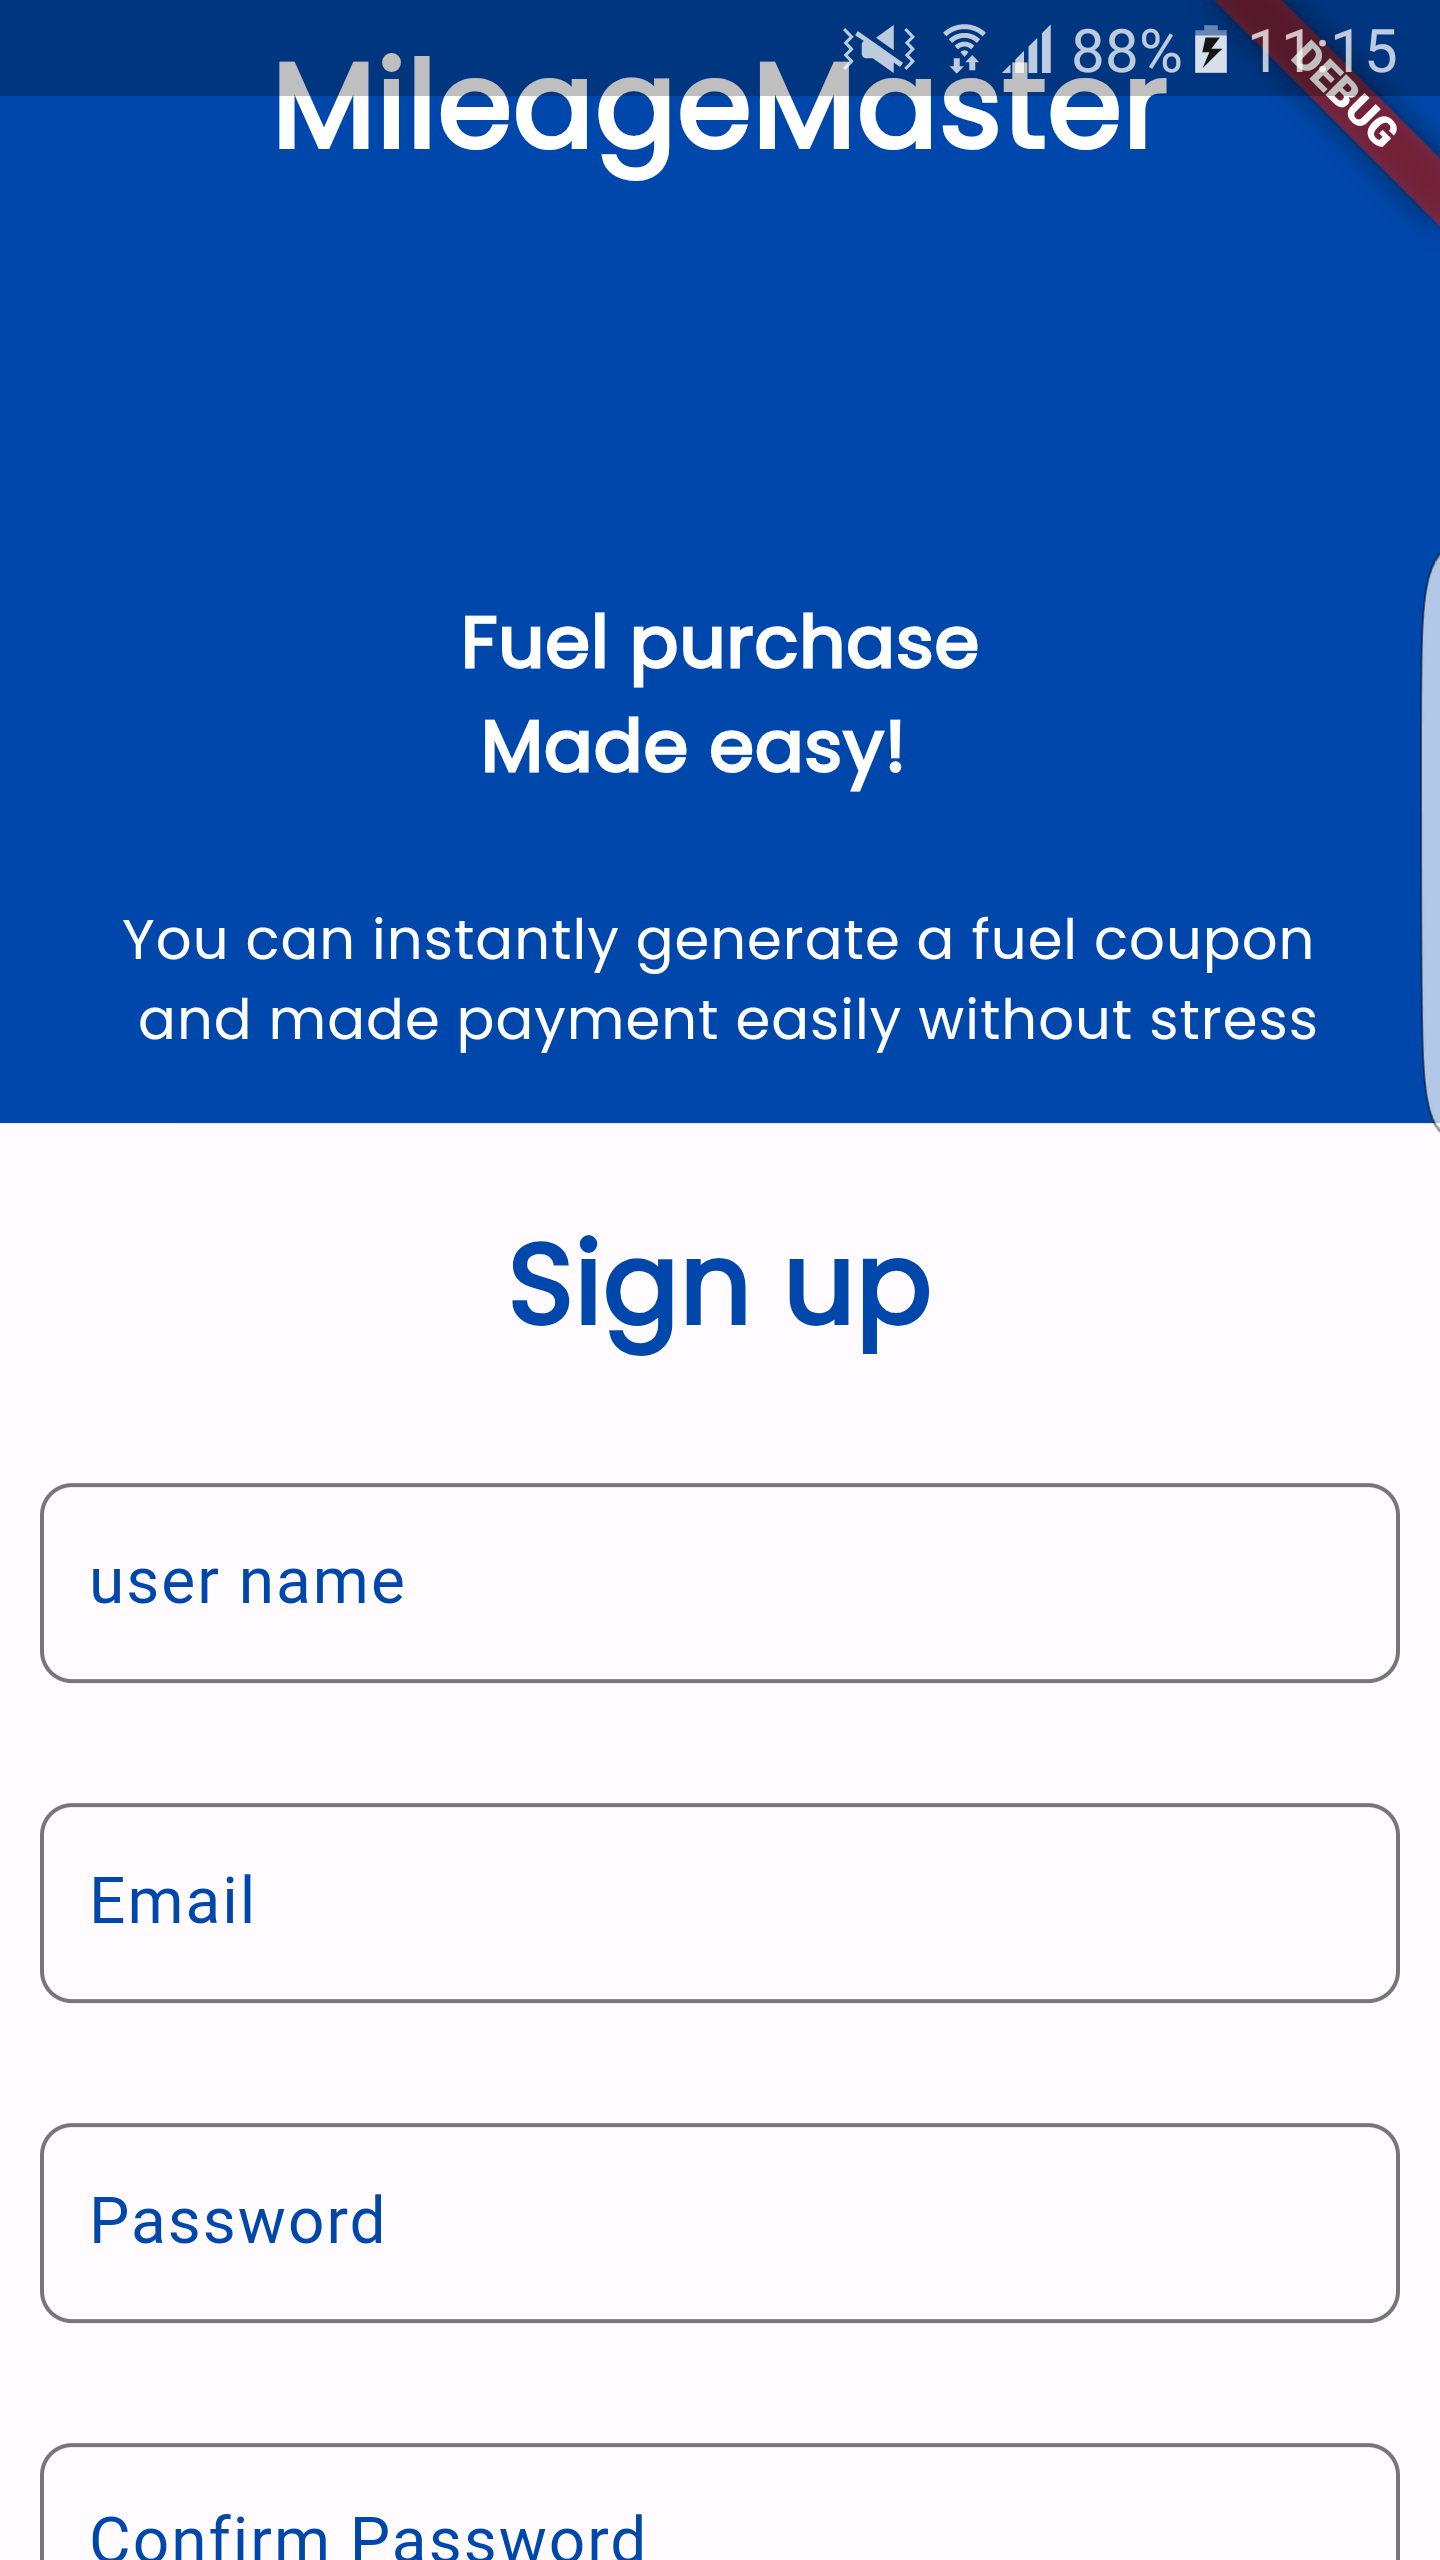 88% 11:15
DEBUG
MileageMaster
Fuel purchase
Made easy!
You can instantly generate a fuel coupon
and made payment easily without stress
Sign up
user name
Email
Password
Confirm Password